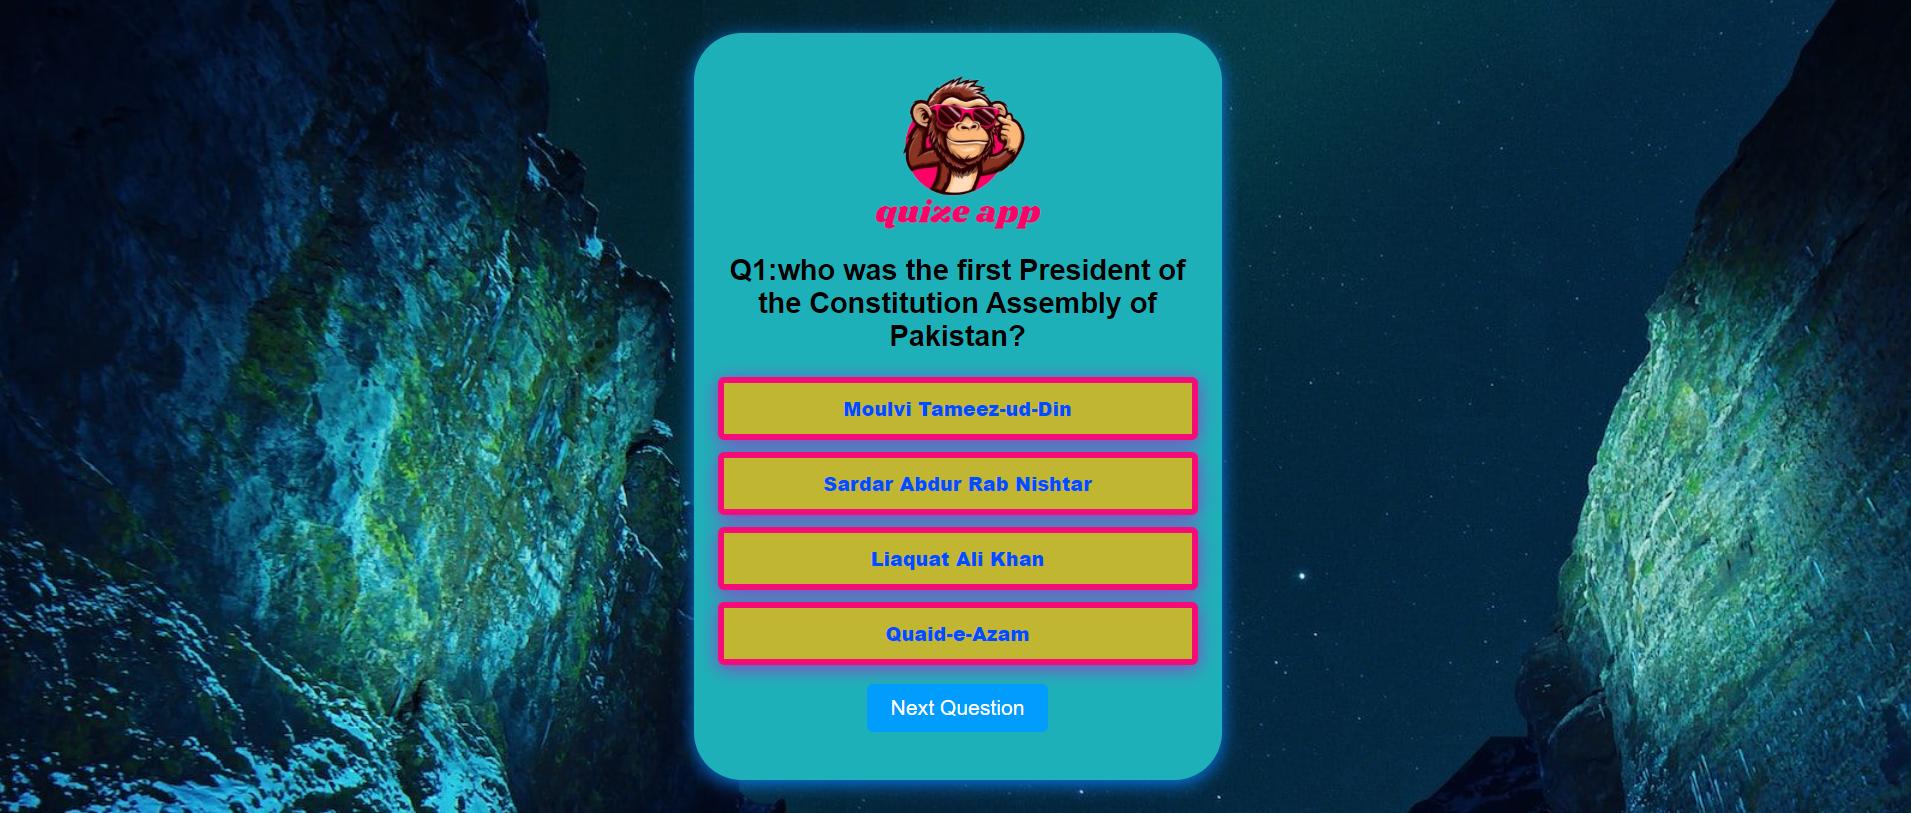 quize app
Q1:who was the first President of
the Constitution Assembly of
Pakistan?
Moulvi Tameez-ud-Din
Sardar Abdur Rab Nishtar
Liaquat Ali Khan
Quaid-e-Azam
Next Question